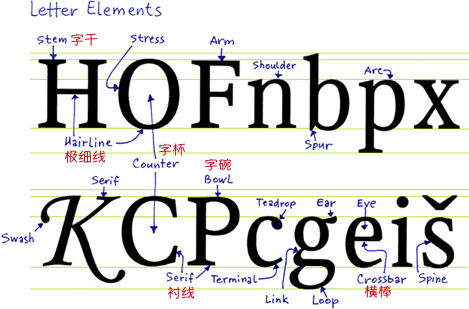 Letter Elements
Stem 字干
Stress
Arm
Shoulder
Arc
HOFnbpx
Hairline
极细线
字杯
Counter
Spur
Serif
字碗
Bowl
Teadrop
Ear
Eye
KCPcgeiš
Swash
Serif
衬线
Terminal
Link
Loop
Crossbar
横棒
Spine